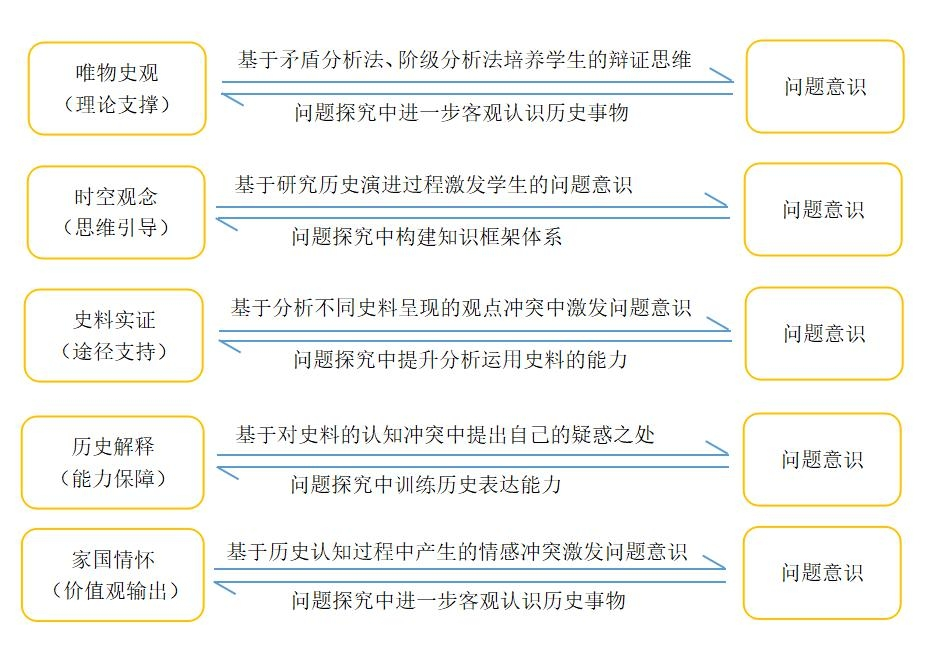 唯物史观
（理论支撑）
基于矛盾分析法、阶级分析法培养学生的辩证思维
问题探究中进一步客观认识历史事物
问题意识
时空观念
（思维引导）
基于研究历史演进过程激发学生的问题意识
问题探究中构建知识框架体系
问题意识
史料实证
（途径支持）
基于分析不同史料呈现的观点冲突中激发问题意识
问题探究中提升分析运用史料的能力
问题意识
历史解释
（能力保障）
基于对史料的认知冲突中提出自己的疑惑之处
问题探究中训练历史表达能力
问题意识
家国情怀
（价值观输出）
基于历史认知过程中产生的情感冲突激发问题意识
问题探究中进一步客观认识历史事物
问题意识